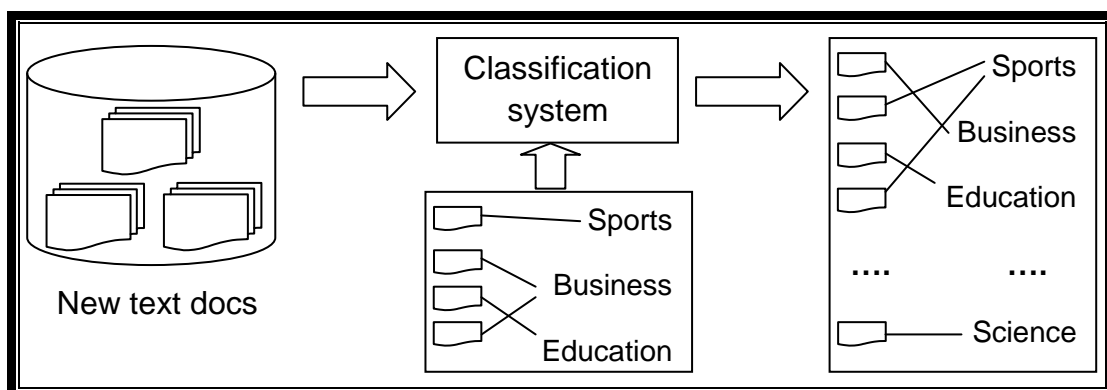 New text docs
Classification
system
Sports
Business
Education
Sports
Business
Education
.... ....
Science